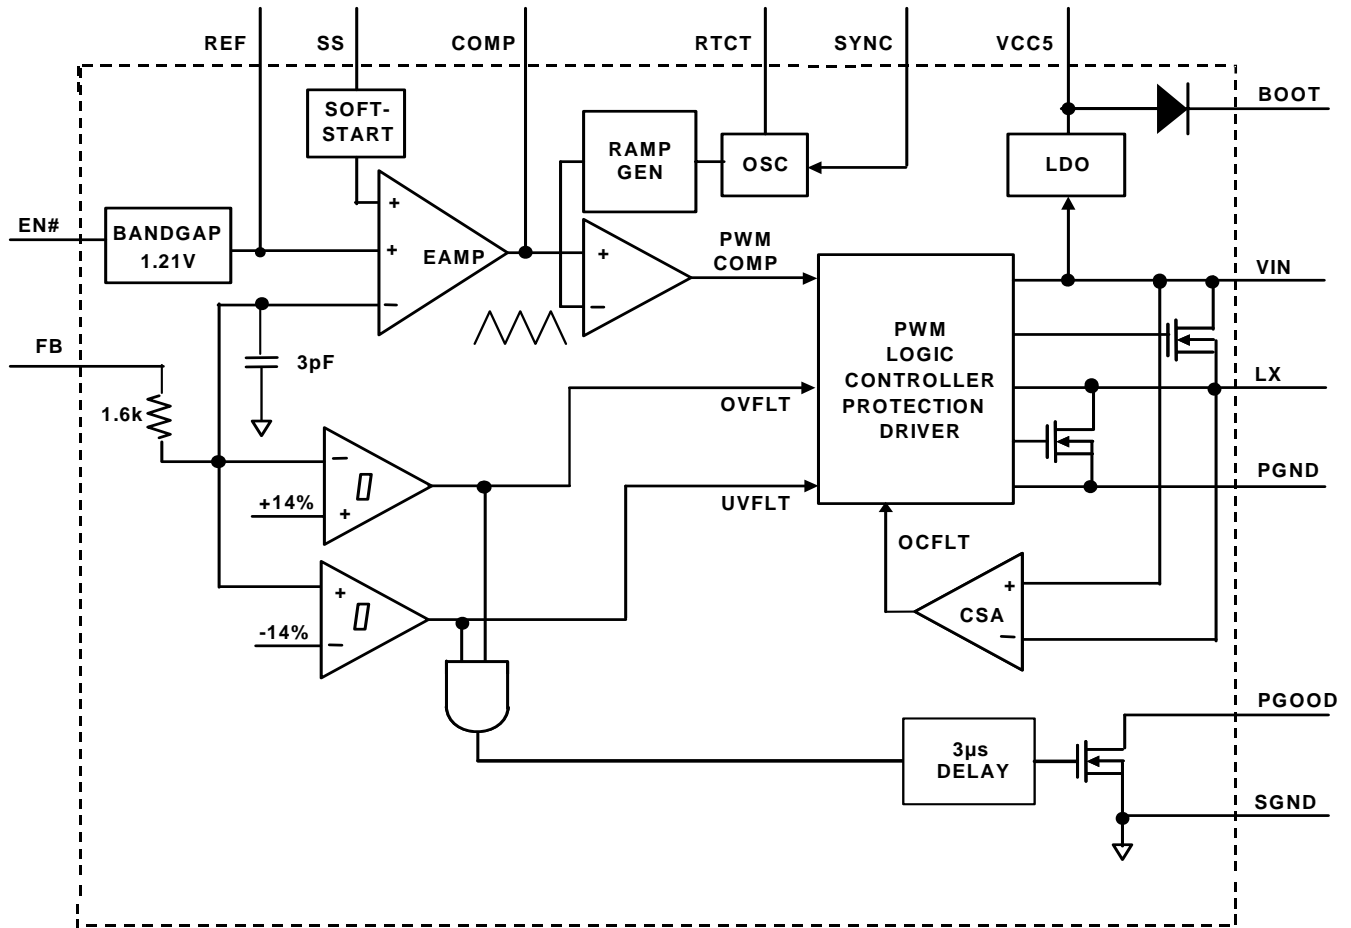 REF
SS
COMP
RTCT
SYNC
VCC5
BOOT
SOFT-
START
RAMP
GEN
OSC
LDO
EN#
BANDGAP
1.21V
+
+
−
EAMP
+
−
PWM
COMP
VIN
FB
3pF
1.6k
PWM
LOGIC
CONTROLLER
PROTECTION
DRIVER
LX
OVFLT
−
+14%
+
UVFLT
PGND
OCFLT
+
CSA
−
+
-14%
−
PGOOD
3µs
DELAY
SGND